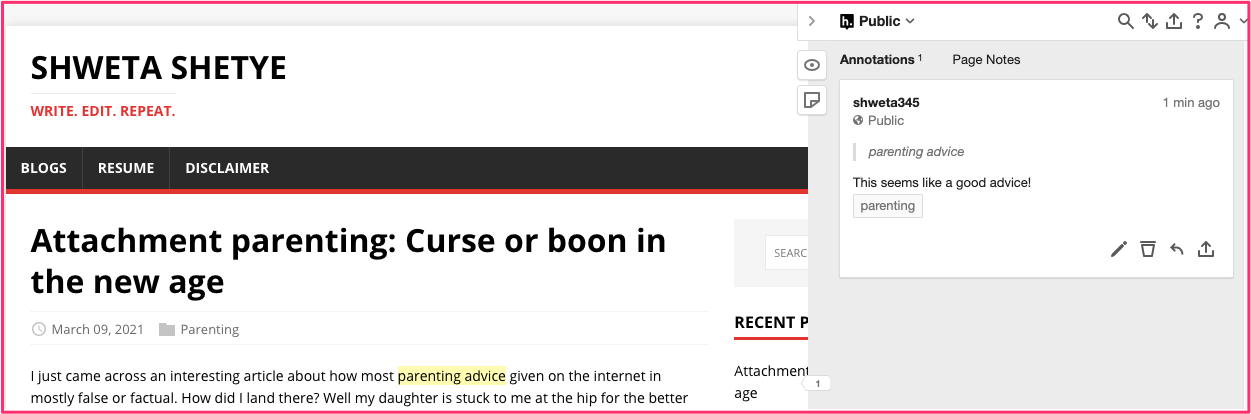 SHWETA SHETYE
WRITE. EDIT. REPEAT.
BLOGS RESUME DISCLAIMER
Attachment parenting: Curse or boon in
the new age
March 09, 2021 Parenting
I just came across an interesting article about how most parenting advice given on the internet in
mostly false or factual. How did I land there? Well my daughter is stuck to me at the hip for the better
SEARC
RECENT P
Attachment
age
1
h. Public
?
Annotations 1 Page Notes
shweta345 1 min ago
Public
parenting advice
This seems like a good advice!
parenting